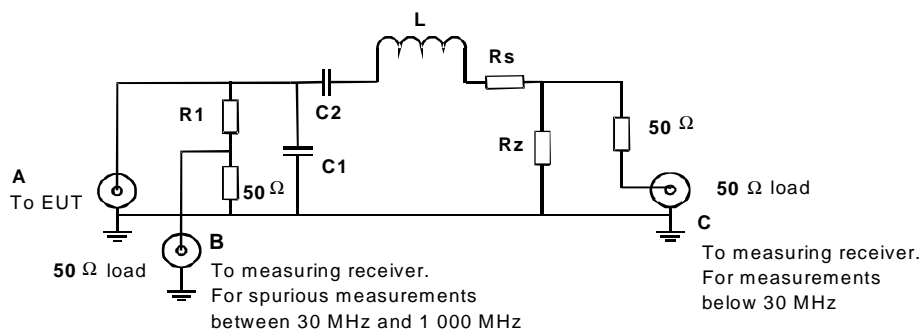 L
Rs
R1
C2
50 Ω
Rz
C1
A
To EUT
50 Ω
50 Ω load
B
C
50 Ω load
To measuring receiver.
For spurious measurements
between 30 MHz and 1 000 MHz
To measuring receiver.
For measurements
below 30 MHz